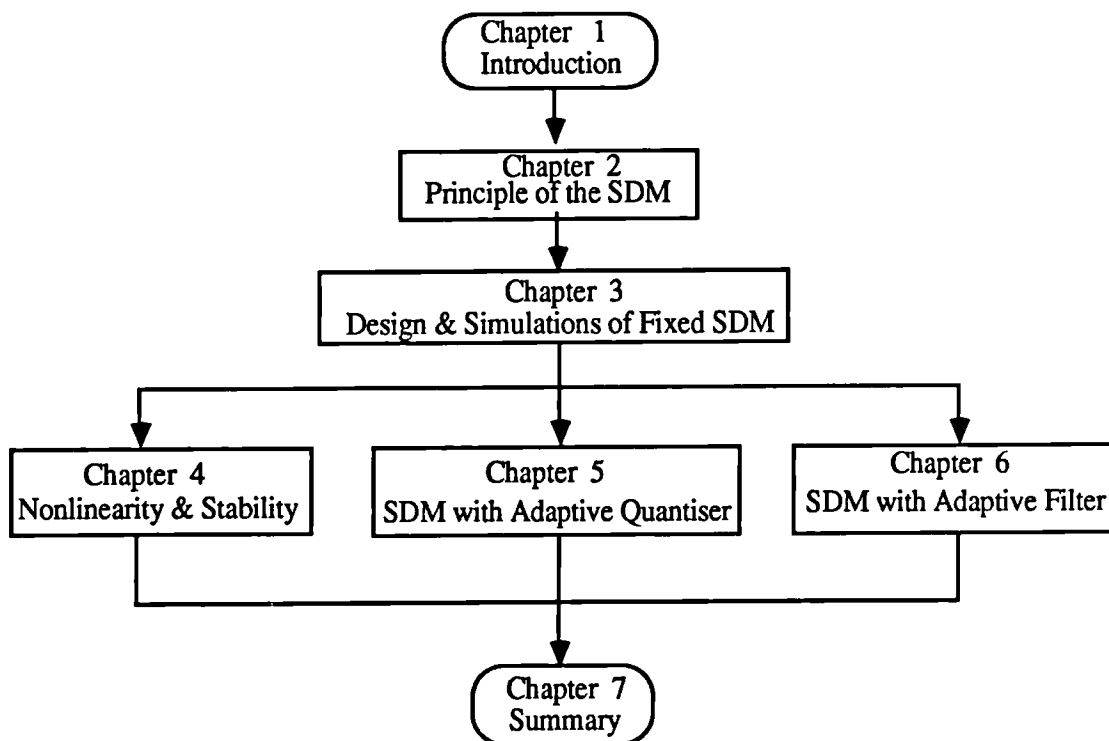 Chapter 1
Introduction
Chapter 2
Principle of the SDM
Chapter 3
Design & Simulations of Fixed SDM
Chapter 4
Nonlinearity & Stability
Chapter 5
SDM with Adaptive Quantiser
Chapter 6
SDM with Adaptive Filter
Chapter 7
Summary